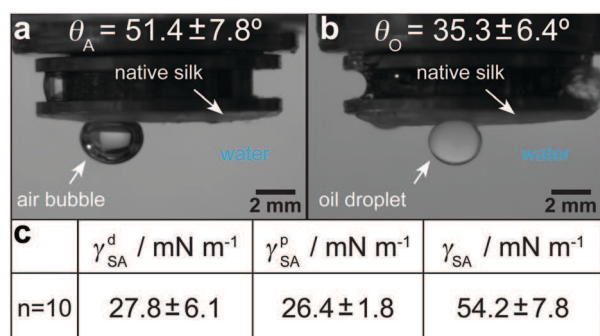 a θA = 51.4±7.8º
native silk
water
air bubble
2 mm
b θO = 35.3±6.4º
native silk
water
oil droplet
2 mm
c
γᵈSA / mN m⁻¹ γᵖSA / mN m⁻¹ γSA / mN m⁻¹
n=10 27.8±6.1 26.4±1.8 54.2±7.8